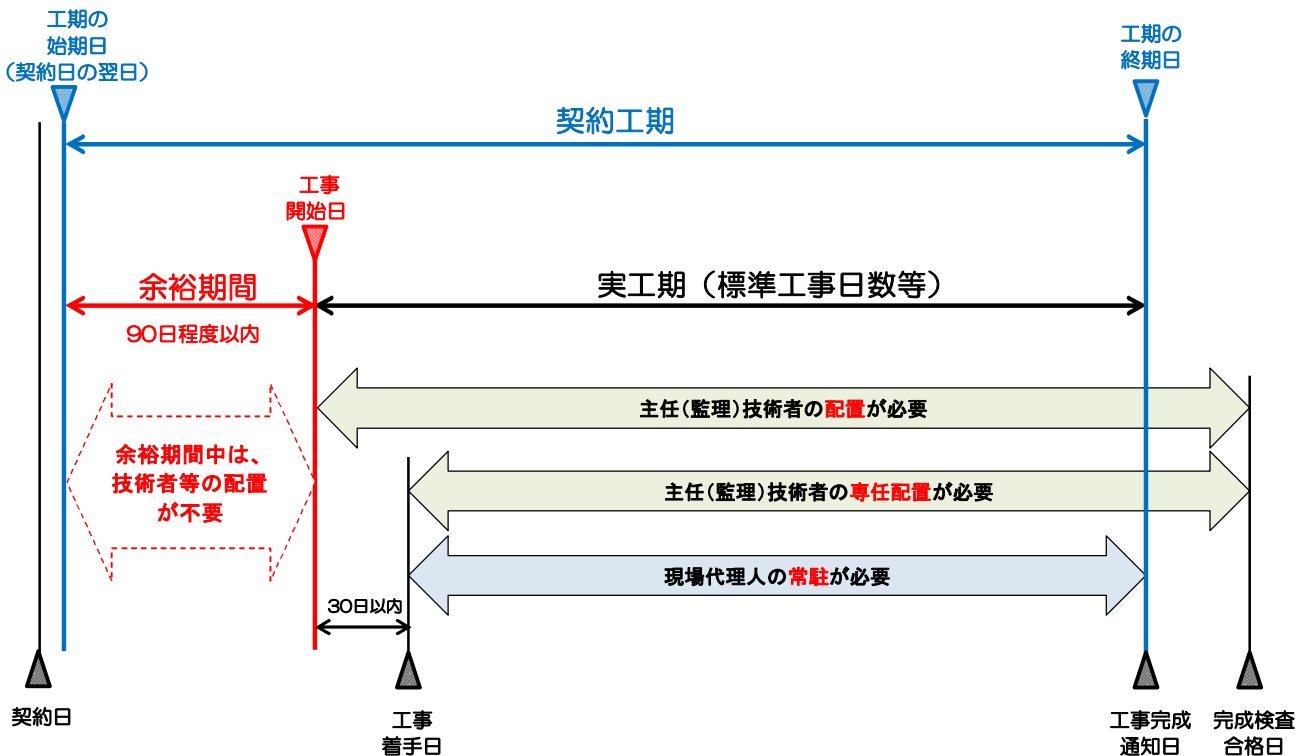 工期の
始期日
（契約日の翌日）
工期の
終期日
契約工期
工事
開始日
余裕期間
実工期（標準工事日数等）
90日程度以内
主任（監理）技術者の配置が必要
余裕期間中は、
技術者等の配置
が不要
主任（監理）技術者の専任配置が必要
現場代理人の常駐が必要
30日以内
契約日
工事
着手日
工事完成
通知日
完成検査
合格日